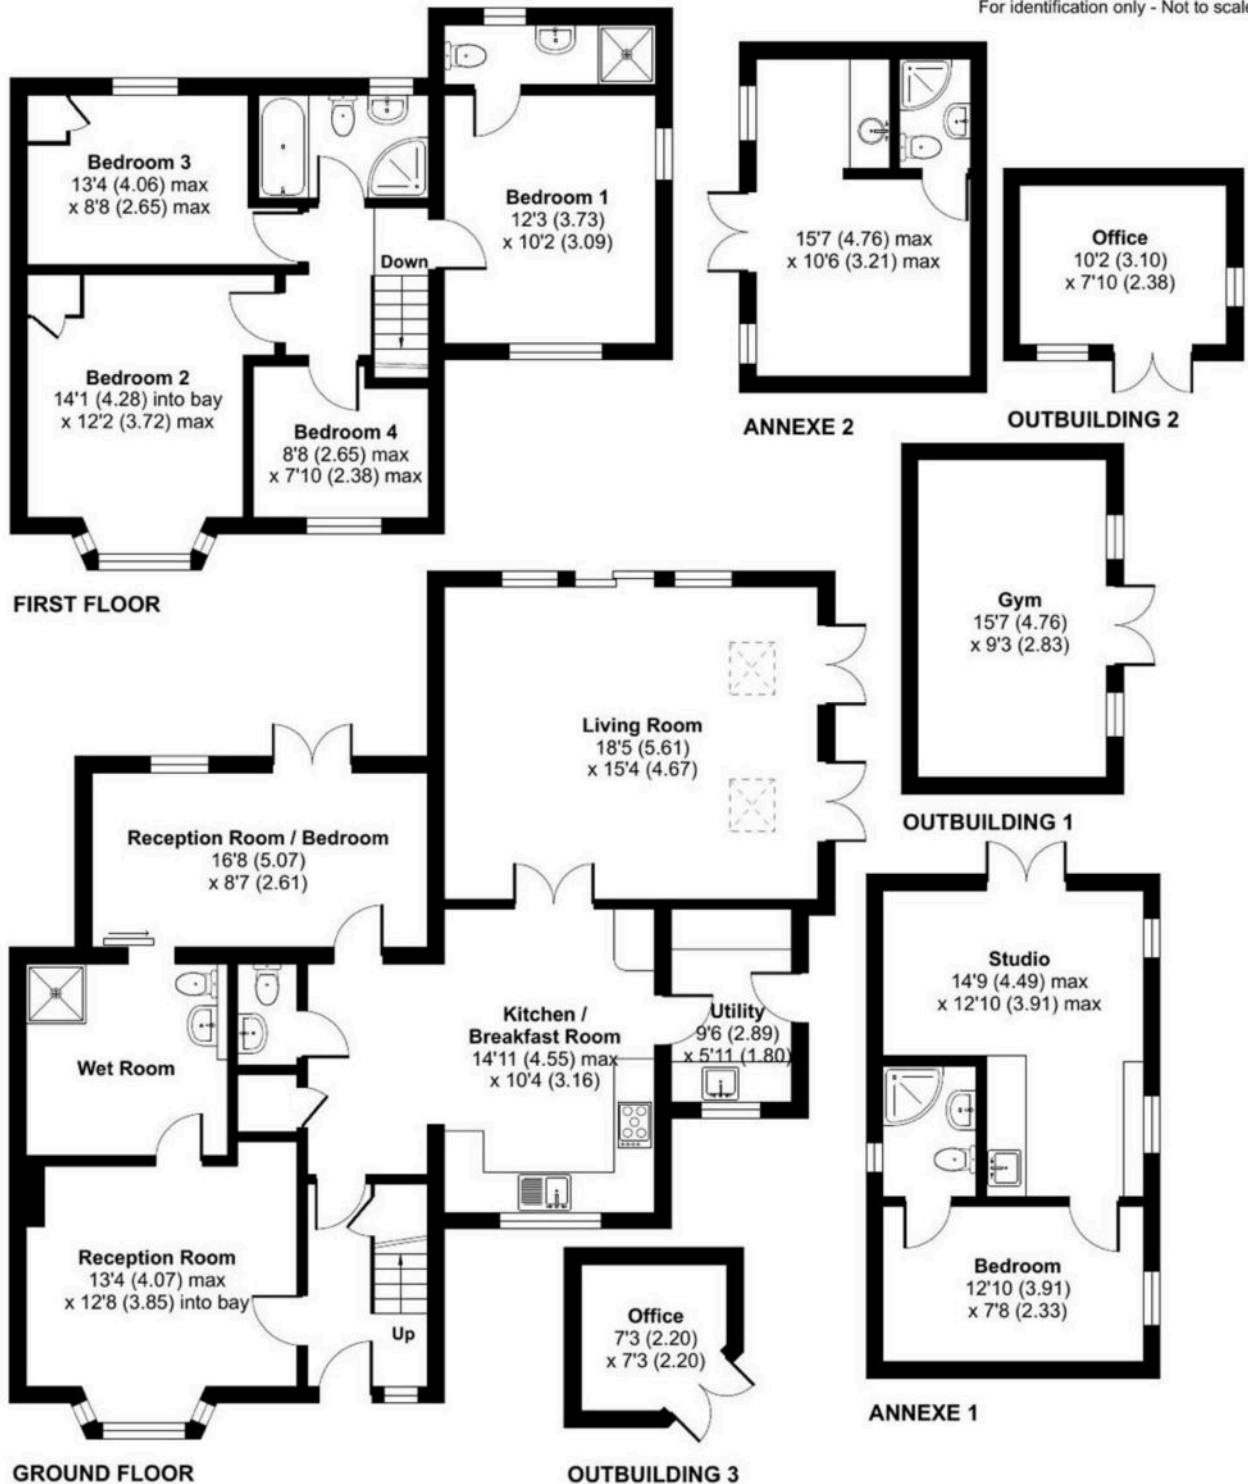 For identification only - Not to scale
Bedroom 3
13'4 (4.06) max
x 8'8 (2.65) max
Bedroom 1
12'3 (3.73)
x 10'2 (3.09)
Down
Bedroom 2
14'1 (4.28) into bay
x 12'2 (3.72) max
Bedroom 4
8'8 (2.65) max
x 7'10 (2.38) max
FIRST FLOOR
15'7 (4.76) max
x 10'6 (3.21) max
ANNEXE 2
Office
10'2 (3.10)
x 7'10 (2.38)
OUTBUILDING 2
Gym
15'7 (4.76)
x 9'3 (2.83)
OUTBUILDING 1
Living Room
18'5 (5.61)
x 15'4 (4.67)
Reception Room / Bedroom
16'8 (5.07)
x 8'7 (2.61)
Kitchen /
Breakfast Room
14'11 (4.55) max
x 10'4 (3.16)
Utility
9'6 (2.89)
x 5'11 (1.80)
Wet Room
Reception Room
13'4 (4.07) max
x 12'8 (3.85) into bay
Up
GROUND FLOOR
Office
7'3 (2.20)
x 7'3 (2.20)
OUTBUILDING 3
Studio
14'9 (4.49) max
x 12'10 (3.91) max
Bedroom
12'10 (3.91)
x 7'8 (2.33)
ANNEXE 1